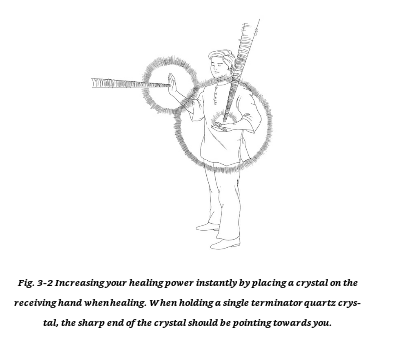 Fig. 3-2 Increasing your healing power instantly by placing a crystal on the
receiving hand when healing. When holding a single terminator quartz crys-
tal, the sharp end of the crystal should be pointing towards you.